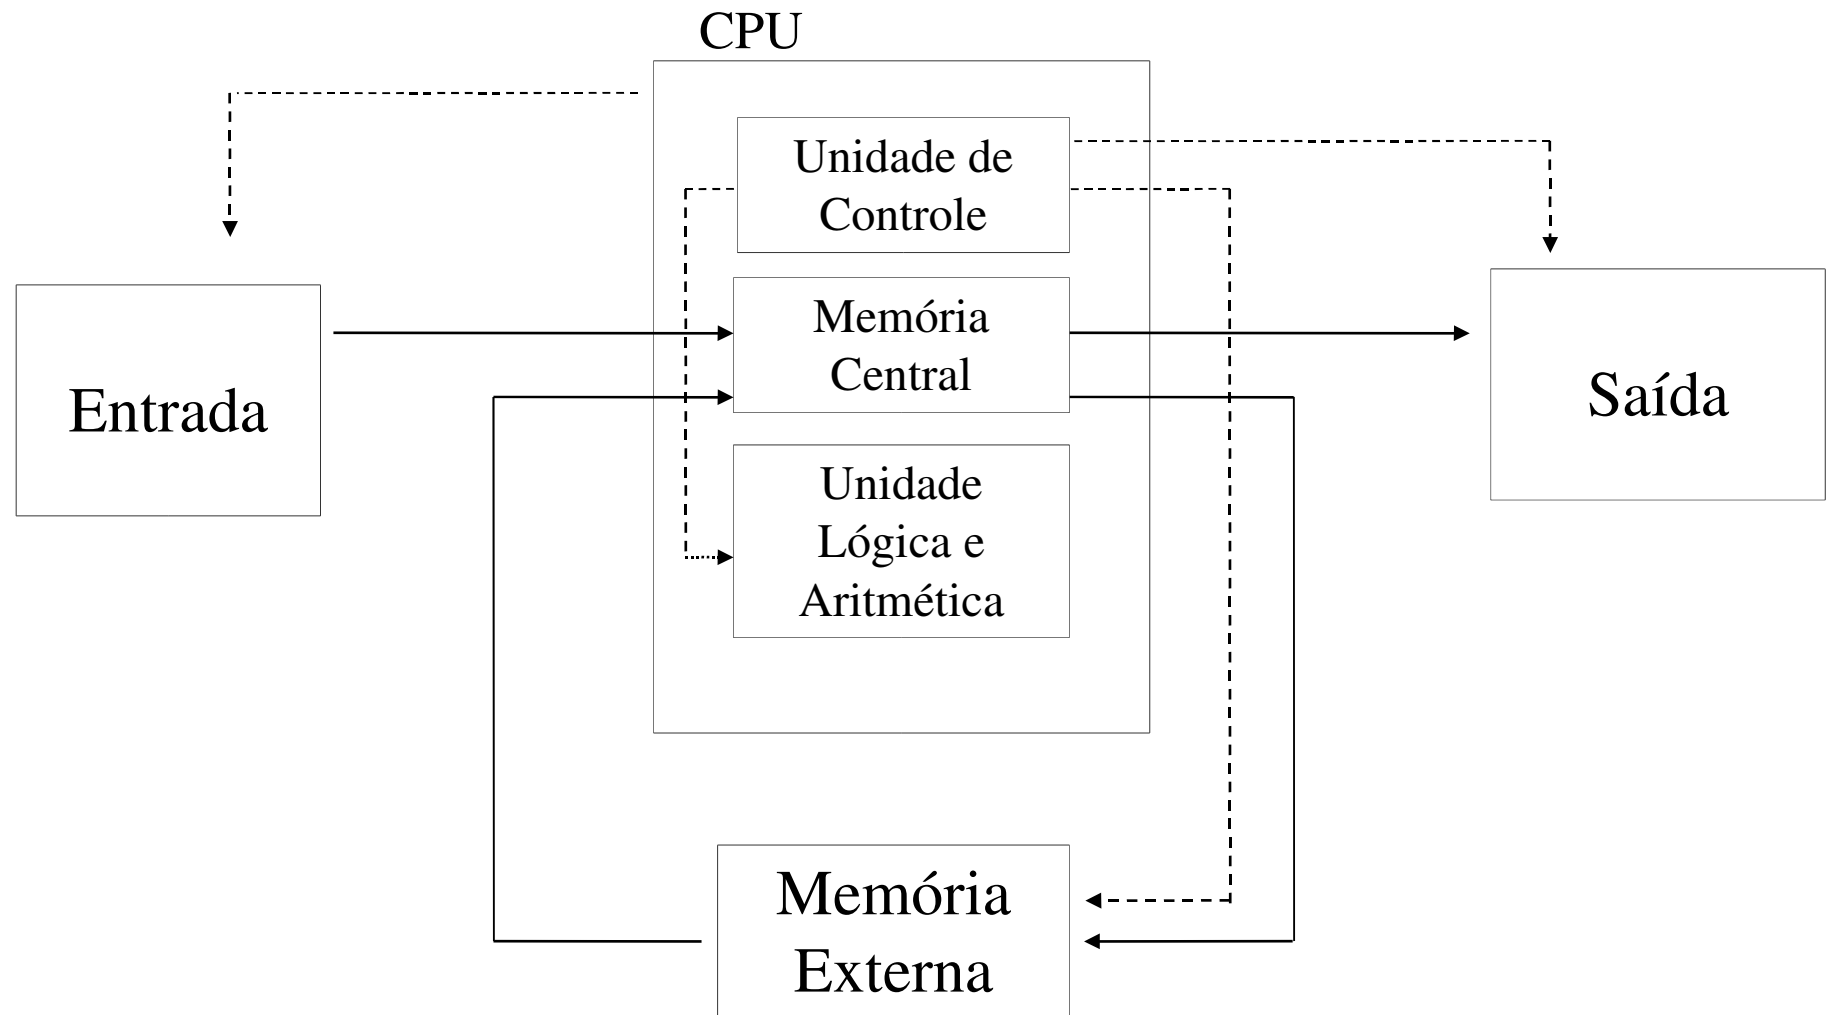 CPU
Unidade de
Controle
Memória
Central
Unidade
Lógica e
Aritmética
Entrada
Saída
Memória
Externa